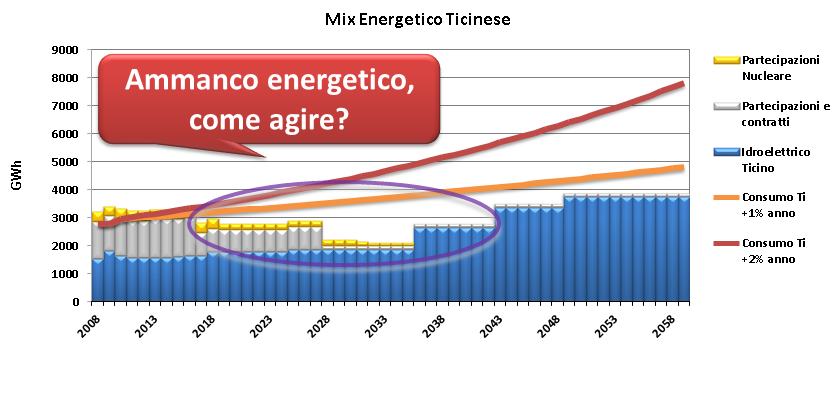 Mix Energetico Ticinese
Ammanco energetico,
come agire?
GWh
9000
8000
7000
6000
5000
4000
3000
2000
1000
0
2008
2013
2018
2023
2028
2033
2038
2043
2048
2053
2058
Partecipazioni
Nucleare
Partecipazioni e
contratti
Idroelettrico
Ticino
Consumo Ti
+1% anno
Consumo Ti
+2% anno